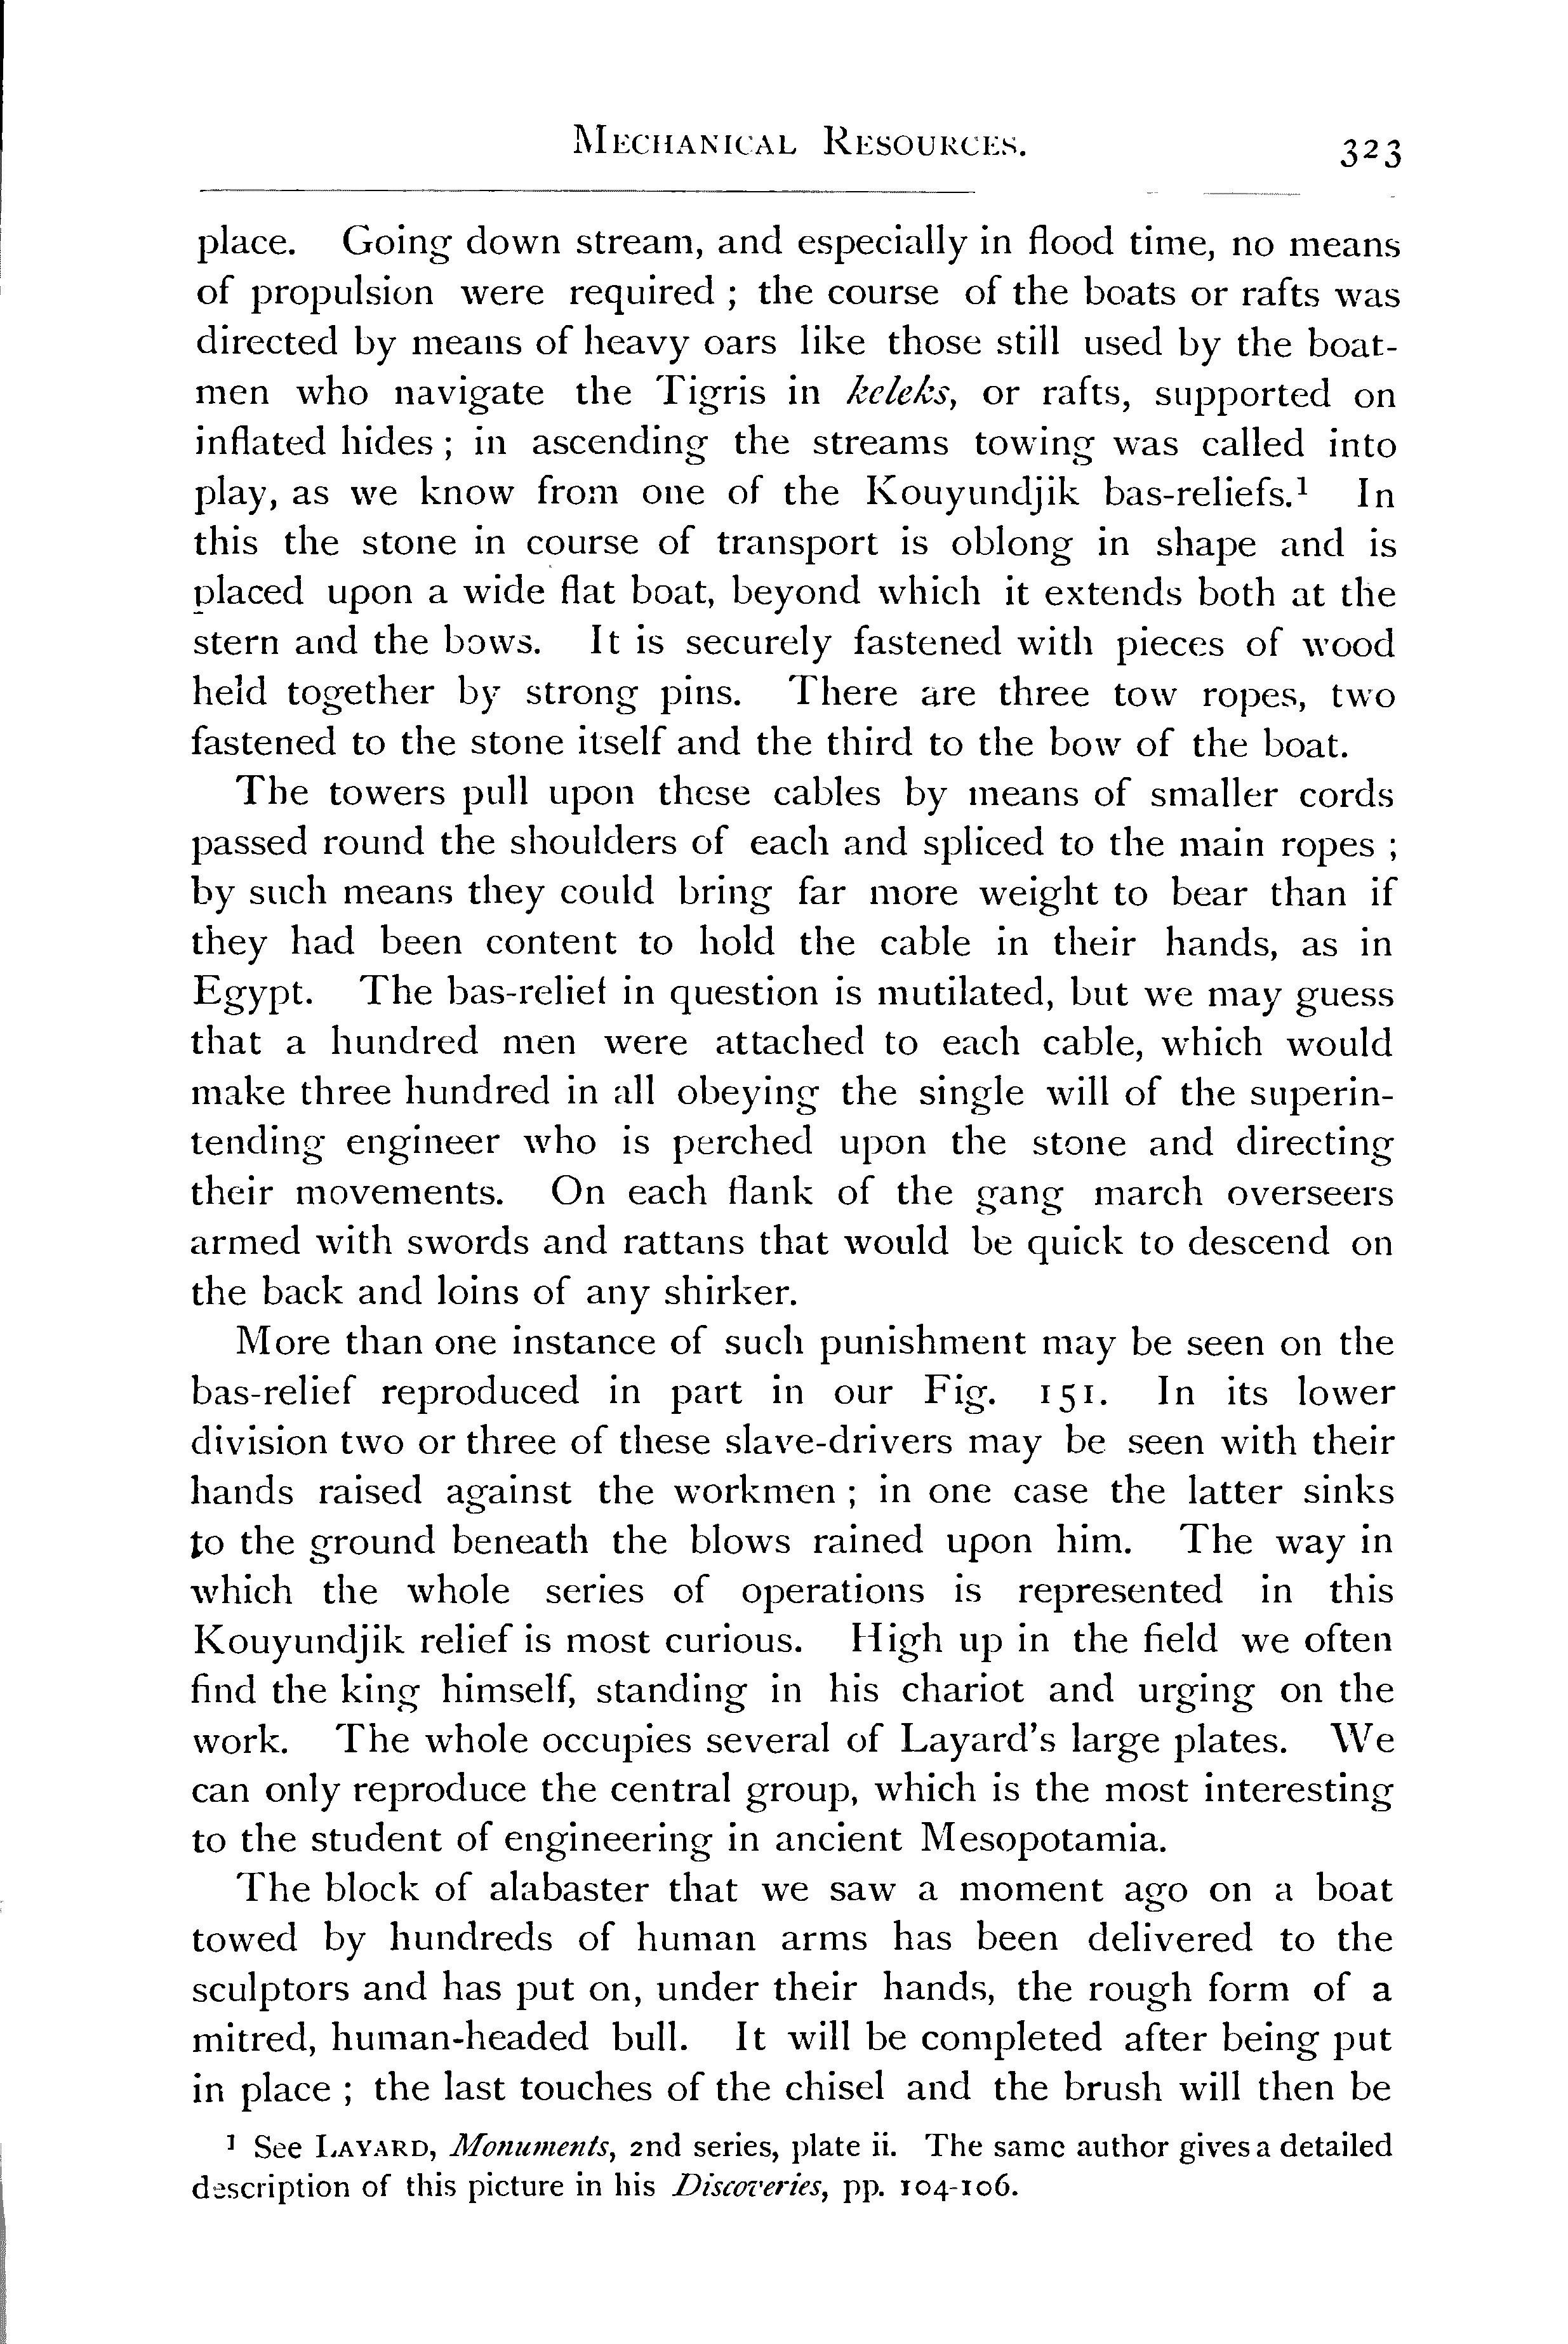 MECHANICAL RESOURCES. 323
place. Going down stream, and especially in flood time, no means
of propulsion were required ; the course of the boats or rafts was
directed by means of heavy oars like those still used by the boat-
men who navigate the Tigris in keleks, or rafts, supported on
inflated hides ; in ascending the streams towing was called into
play, as we know from one of the Kouyundjik bas-reliefs.¹ In
this the stone in course of transport is oblong in shape and is
placed upon a wide flat boat, beyond which it extends both at the
stern and the bows. It is securely fastened with pieces of wood
held together by strong pins. There are three tow ropes, two
fastened to the stone itself and the third to the bow of the boat.
The towers pull upon these cables by means of smaller cords
passed round the shoulders of each and spliced to the main ropes ;
by such means they could bring far more weight to bear than if
they had been content to hold the cable in their hands, as in
Egypt. The bas-relief in question is mutilated, but we may guess
that a hundred men were attached to each cable, which would
make three hundred in all obeying the single will of the superin-
tending engineer who is perched upon the stone and directing
their movements. On each flank of the gang march overseers
armed with swords and rattans that would be quick to descend on
the back and loins of any shirker.
More than one instance of such punishment may be seen on the
bas-relief reproduced in part in our Fig. 151. In its lower
division two or three of these slave-drivers may be seen with their
hands raised against the workmen ; in one case the latter sinks
to the ground beneath the blows rained upon him. The way in
which the whole series of operations is represented in this
Kouyundjik relief is most curious. High up in the field we often
find the king himself, standing in his chariot and urging on the
work. The whole occupies several of Layard's large plates. We
can only reproduce the central group, which is the most interesting
to the student of engineering in ancient Mesopotamia.
The block of alabaster that we saw a moment ago on a boat
towed by hundreds of human arms has been delivered to the
sculptors and has put on, under their hands, the rough form of a
mitred, human-headed bull. It will be completed after being put
in place ; the last touches of the chisel and the brush will then be
¹ See LAYARD, Monuments, 2nd series, plate ii. The same author gives a detailed
description of this picture in his Discoveries, pp. 104-106.